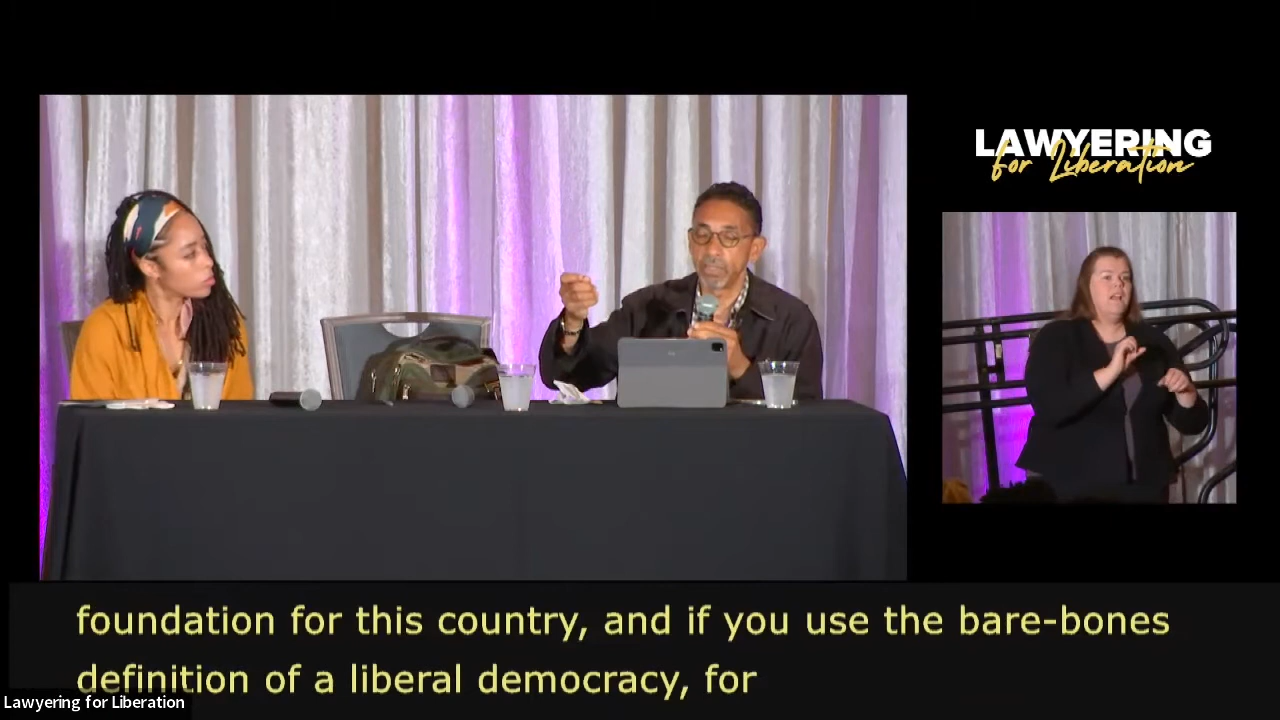 LAWYERING
for Liberation
foundation for this country, and if you use the bare-bones
definition of a liberal democracy, for
Lawyering for Liberation